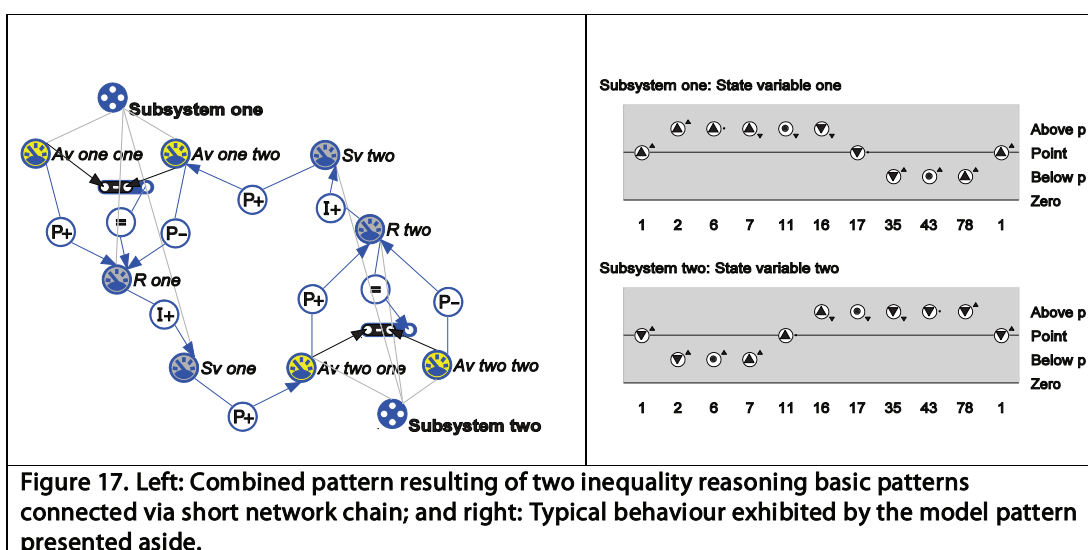 Subsystem one
Av one one
Av one two
Sv two
P+
I+
R two
P+
=
P-
R one
P+
=
P-
I+
Sv one
Av two one
Av two two
P+
Subsystem two
Subsystem one: State variable one
Above p
Point
Below p
Zero
1 2 6 7 11 16 17 35 43 78 1
Subsystem two: State variable two
Above p
Point
Below p
Zero
1 2 6 7 11 16 17 35 43 78 1
Figure 17. Left: Combined pattern resulting of two inequality reasoning basic patterns
connected via short network chain; and right: Typical behaviour exhibited by the model pattern
presented aside.